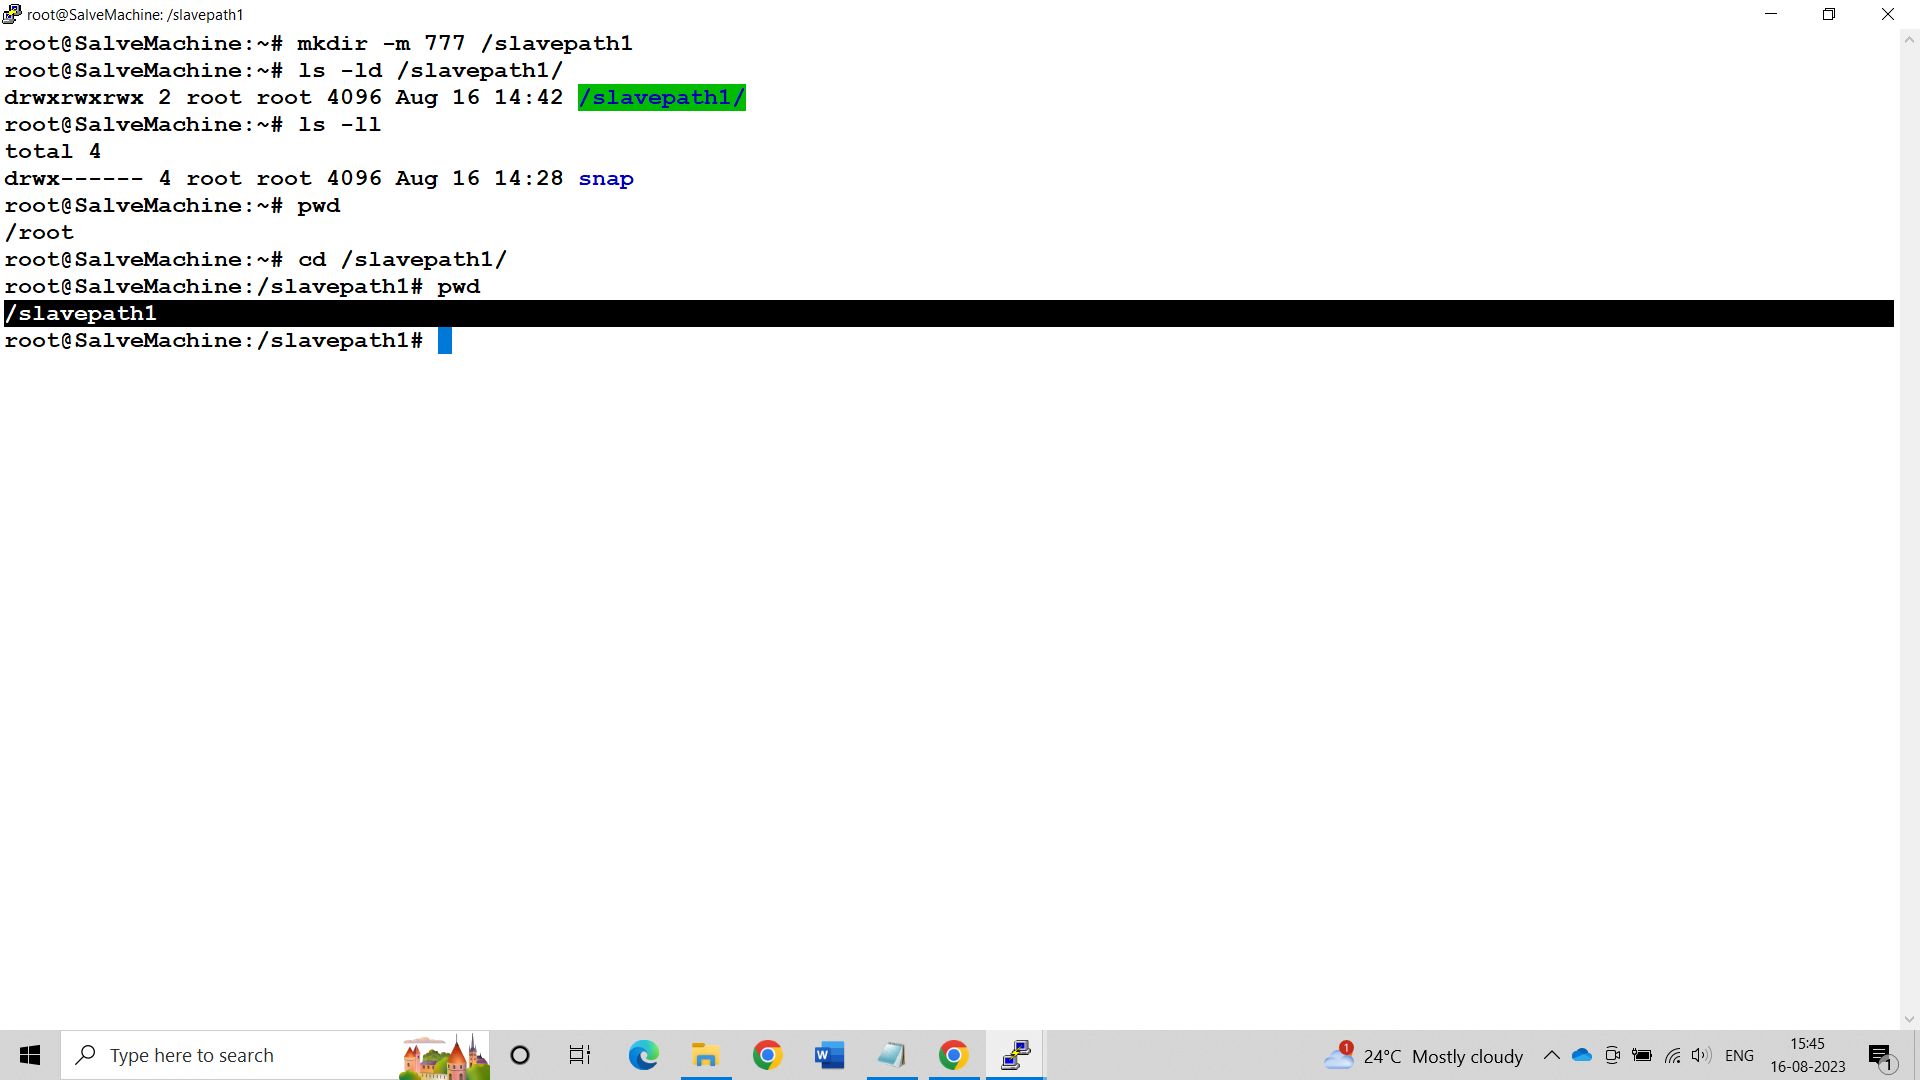 root@SalveMachine: /slavepath1
root@SalveMachine:~# mkdir -m 777 /slavepath1
root@SalveMachine:~# ls -ld /slavepath1/
drwxrwxrwx 2 root root 4096 Aug 16 14:42 /slavepath1/
root@SalveMachine:~# ls -ll
total 4
drwx------ 4 root root 4096 Aug 16 14:28 snap
root@SalveMachine:~# pwd
/root
root@SalveMachine:~# cd /slavepath1/
root@SalveMachine:/slavepath1# pwd
/slavepath1
root@SalveMachine:/slavepath1#
Type here to search
W
1
24°C Mostly cloudy
ENG
15:45
16-08-2023
1